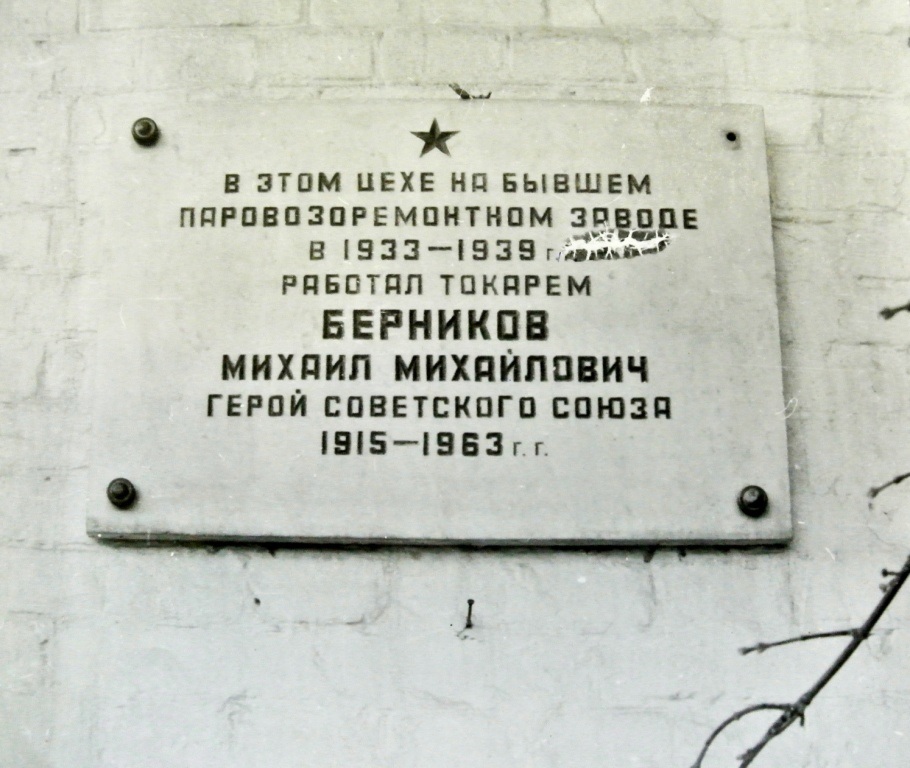 В ЭТОМ ЦЕХЕ НА БЫВШЕМ
ПАРОВОЗОРЕМОНТНОМ ЗАВОДЕ
В 1933—1939 г.
РАБОТАЛ ТОКАРЕМ
БЕРНИКОВ
МИХАИЛ МИХАЙЛОВИЧ
ГЕРОЙ СОВЕТСКОГО СОЮЗА
1915—1963 г. г.